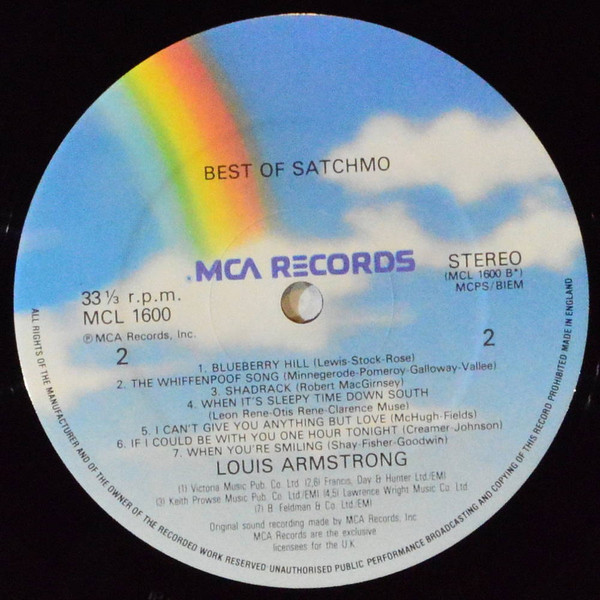 BEST OF SATCHMO
MCA RECORDS
33 1/3 r.p.m.
MCL 1600
℗ MCA Records, Inc.
2
STEREO
(MCL 1600 B*)
MCPS/BIEM
2
1. BLUEBERRY HILL (Lewis-Stock-Rose)
2. THE WHIFFENPOOF SONG (Minnegerode-Pomeroy-Galloway-Vallee)
3. SHADRACK (Robert MacGirnsey)
4. WHEN IT'S SLEEPY TIME DOWN SOUTH
(Leon Rene-Otis Rene-Clarence Muse)
5. I CAN'T GIVE YOU ANYTHING BUT LOVE (McHugh-Fields)
6. IF I COULD BE WITH YOU ONE HOUR TONIGHT (Creamer-Johnson)
7. WHEN YOU'RE SMILING (Shay-Fisher-Goodwin)
LOUIS ARMSTRONG
(1) Victoria Music Pub. Co. Ltd. (2,6) Francis, Day & Hunter Ltd/EMI)
(3) Keith Prowse Music Pub. Co. Ltd/EMI) (4,5) Lawrence Wright Music Co. Ltd
(7) B. Feldman & Co. Ltd/EMI)
Original sound recording made by MCA Records, Inc
MCA Records are the exclusive
licensees for the U.K.
ALL RIGHTS OF THE MANUFACTURER AND OF THE OWNER OF THE RECORDED WORK RESERVED UNAUTHORISED PUBLIC PERFORMANCE BROADCASTING AND COPYING OF THIS RECORD PROHIBITED MADE IN ENGLAND